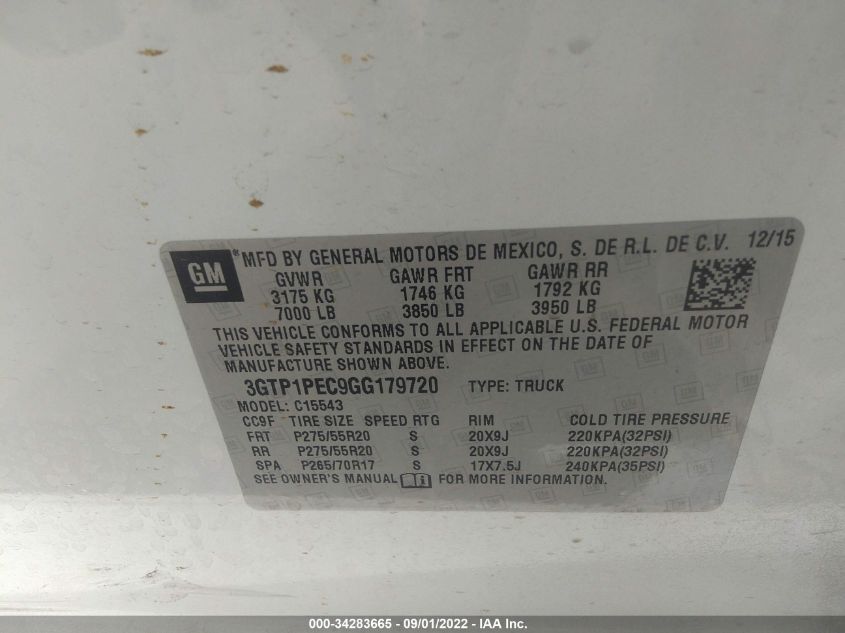 GM ® MFD BY GENERAL MOTORS DE MEXICO, S. DE R.L. DE C.V. 12/15
GVWR GAWR FRT GAWR RR
3175 KG 1746 KG 1792 KG
7000 LB 3850 LB 3950 LB
THIS VEHICLE CONFORMS TO ALL APPLICABLE U.S. FEDERAL MOTOR
VEHICLE SAFETY STANDARDS IN EFFECT ON THE DATE OF
MANUFACTURE SHOWN ABOVE.
3GTP1PEC9GG179720 TYPE: TRUCK
MODEL: C15543
CC9F TIRE SIZE SPEED RTG RIM COLD TIRE PRESSURE
FRT P275/55R20 S 20X9J 220KPA(32PSI)
RR P275/55R20 S 20X9J 220KPA(32PSI)
SPA P265/70R17 S 17X7.5J 240KPA(35PSI)
SEE OWNER'S MANUAL FOR MORE INFORMATION.
000-34283665 - 09/01/2022 - IAA Inc.